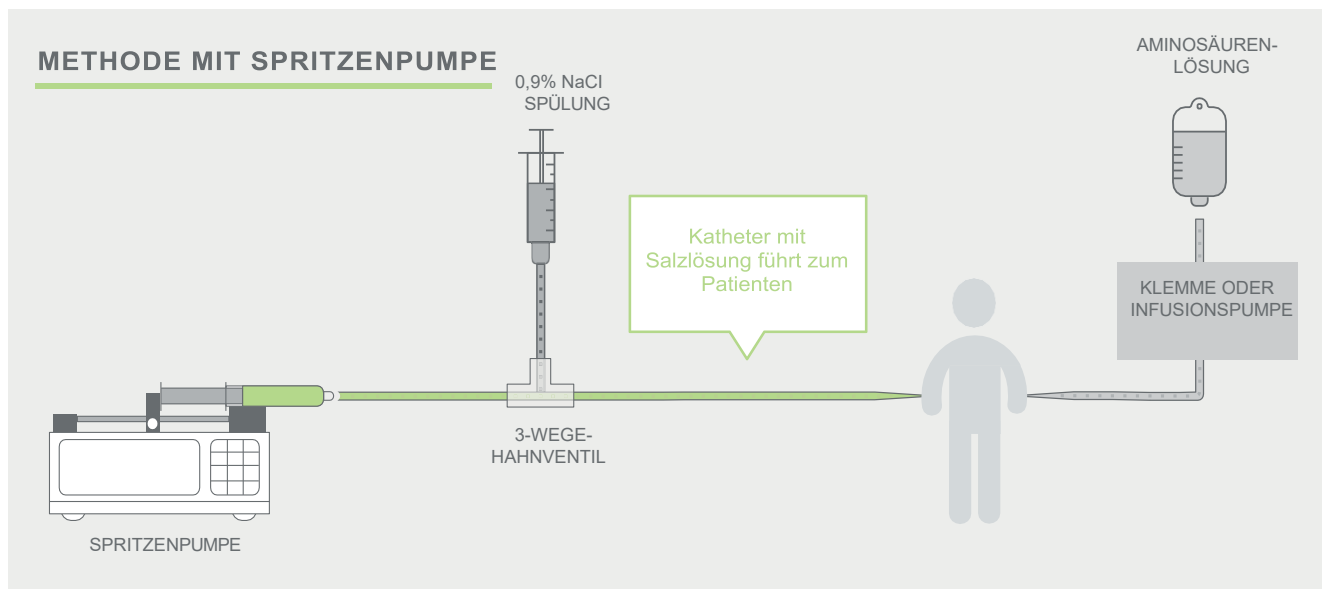 METHODE MIT SPRITZENPUMPE
0,9% NaCl
SPÜLUNG
AMINOSÄUREN-
LÖSUNG
Katheter mit
Salzlösung führt zum
Patienten
KLEMME ODER
INFUSIONSPUMPE
3-WEGE-
HAHNVENTIL
SPRITZENPUMPE